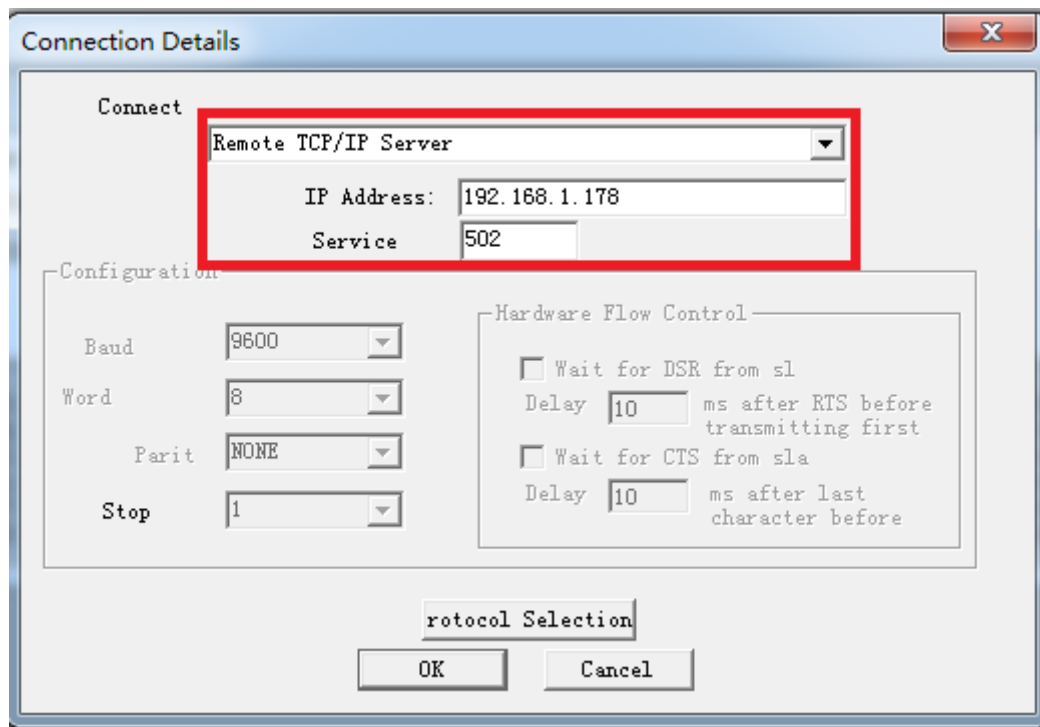 Connection Details
Connect
Remote TCP/IP Server
IP Address: 192.168.1.178
Service 502
Configuration
Baud 9600
Word 8
Parit NONE
Stop 1
Hardware Flow Control
Wait for DSR from sl
Delay 10 ms after RTS before
transmitting first
Wait for CTS from sla
Delay 10 ms after last
character before
rotocol Selection
OK Cancel